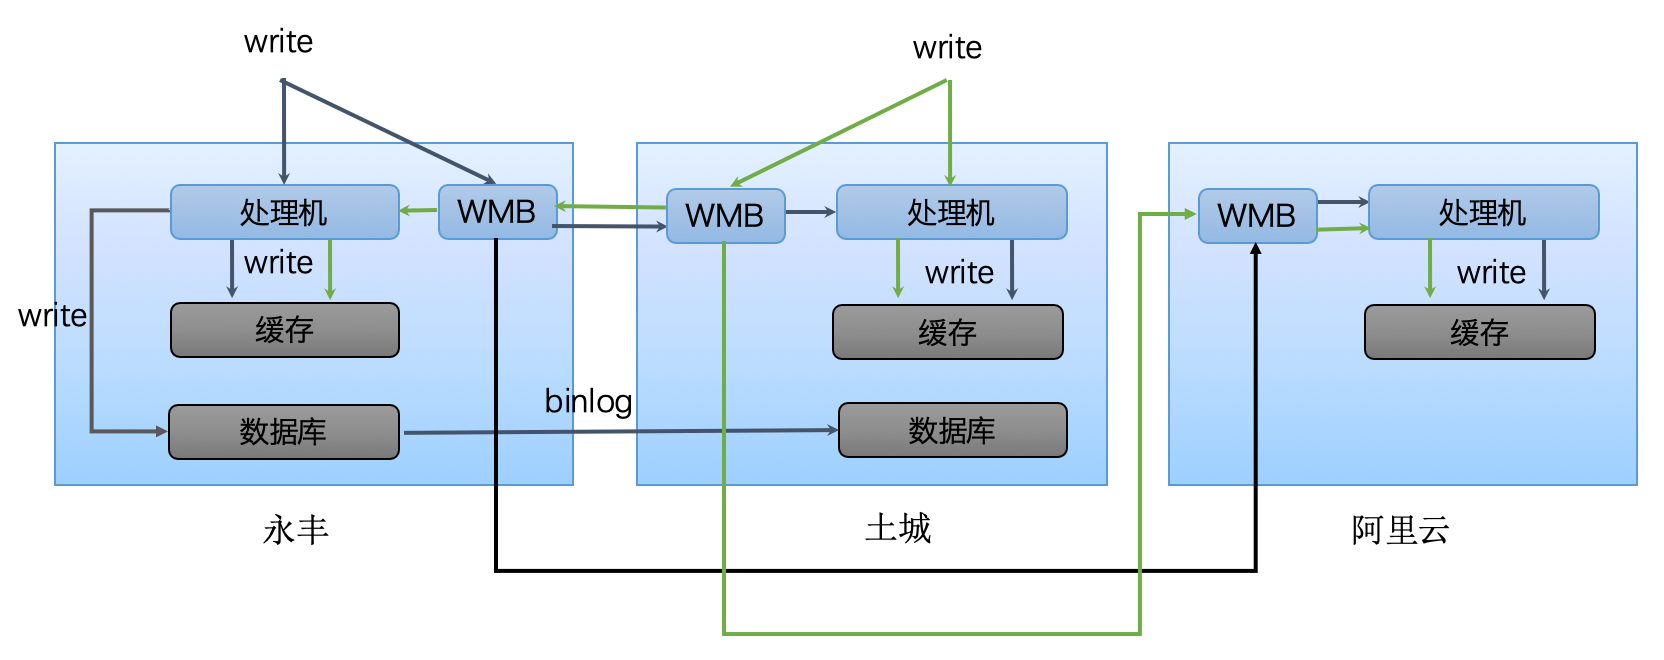 write
write
处理机
WMB
WMB
处理机
WMB
处理机
write
write
write
write
缓存
缓存
缓存
binlog
数据库
数据库
永丰
土城
阿里云